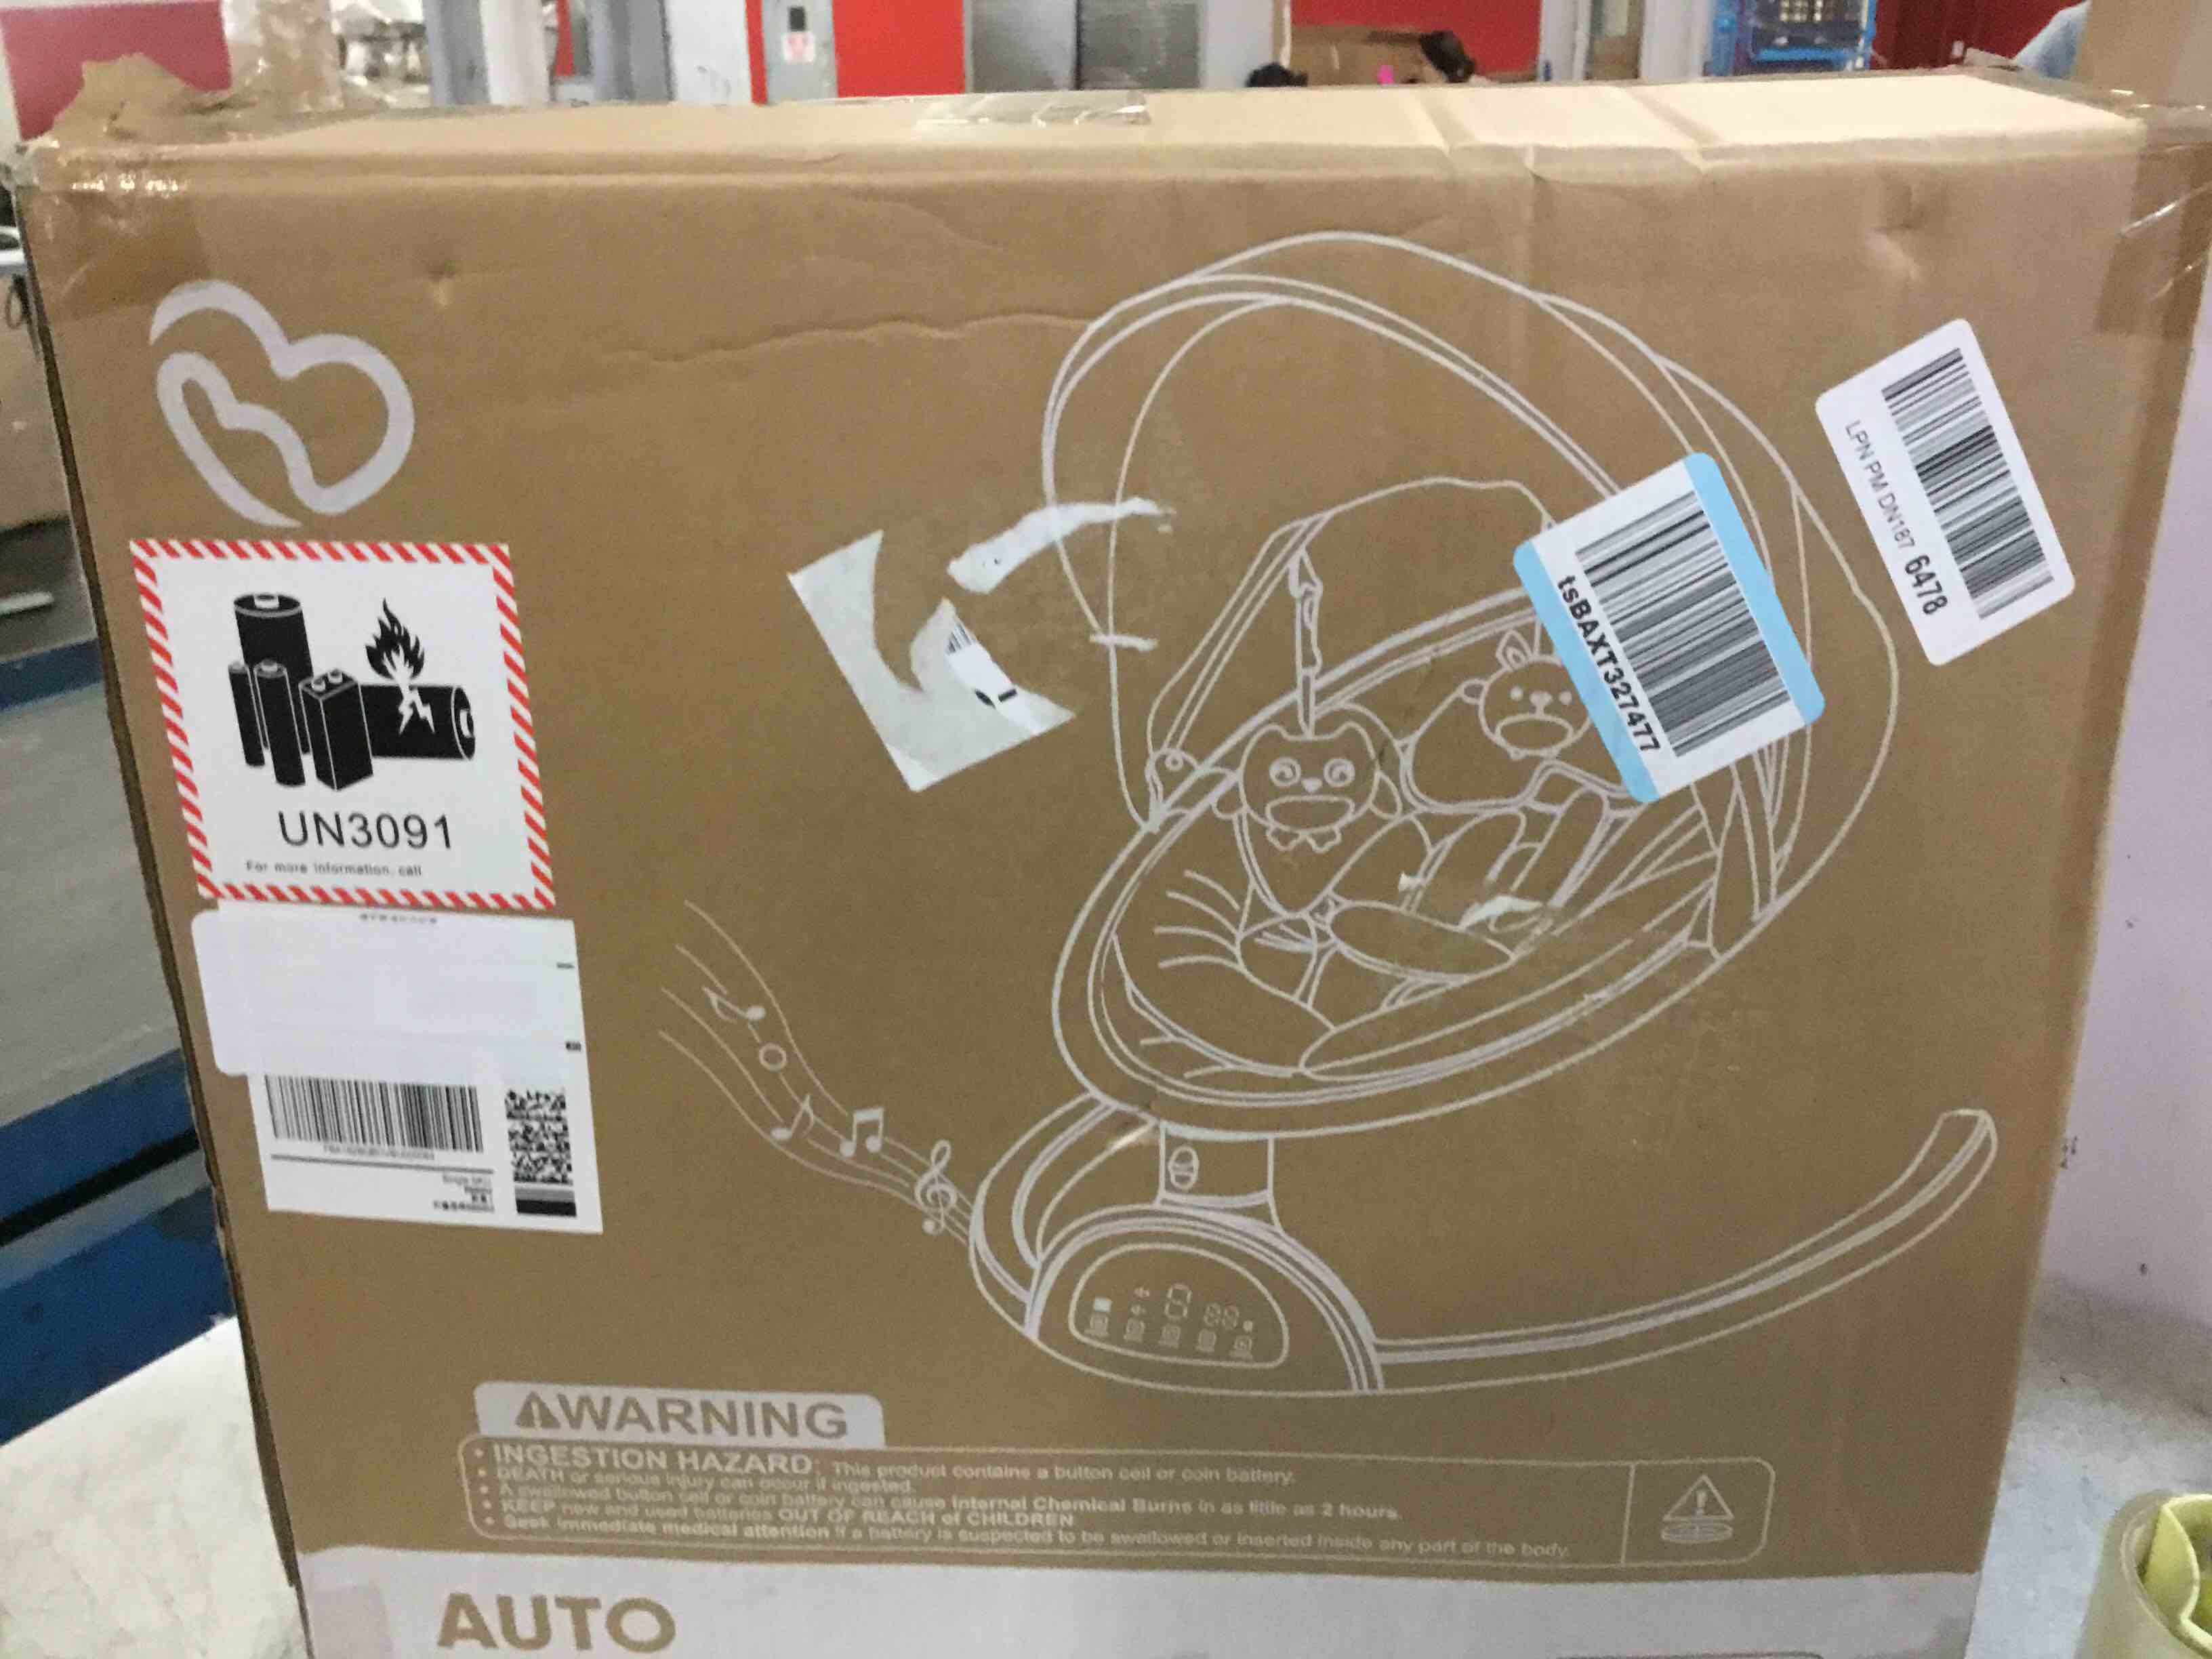 LPN PM DN187 6478
tsBAXT327477
UN3091
For more information, call
WARNING
• INGESTION HAZARD: This product contains a button cell or coin battery.
• DEATH or serious injury can occur if ingested.
• A swallowed button cell or coin battery can cause Internal Chemical Burns in as little as 2 hours.
• KEEP new and used batteries OUT OF REACH of CHILDREN
• Seek immediate medical attention if a battery is suspected to be swallowed or inserted inside any part of the body.
AUTO